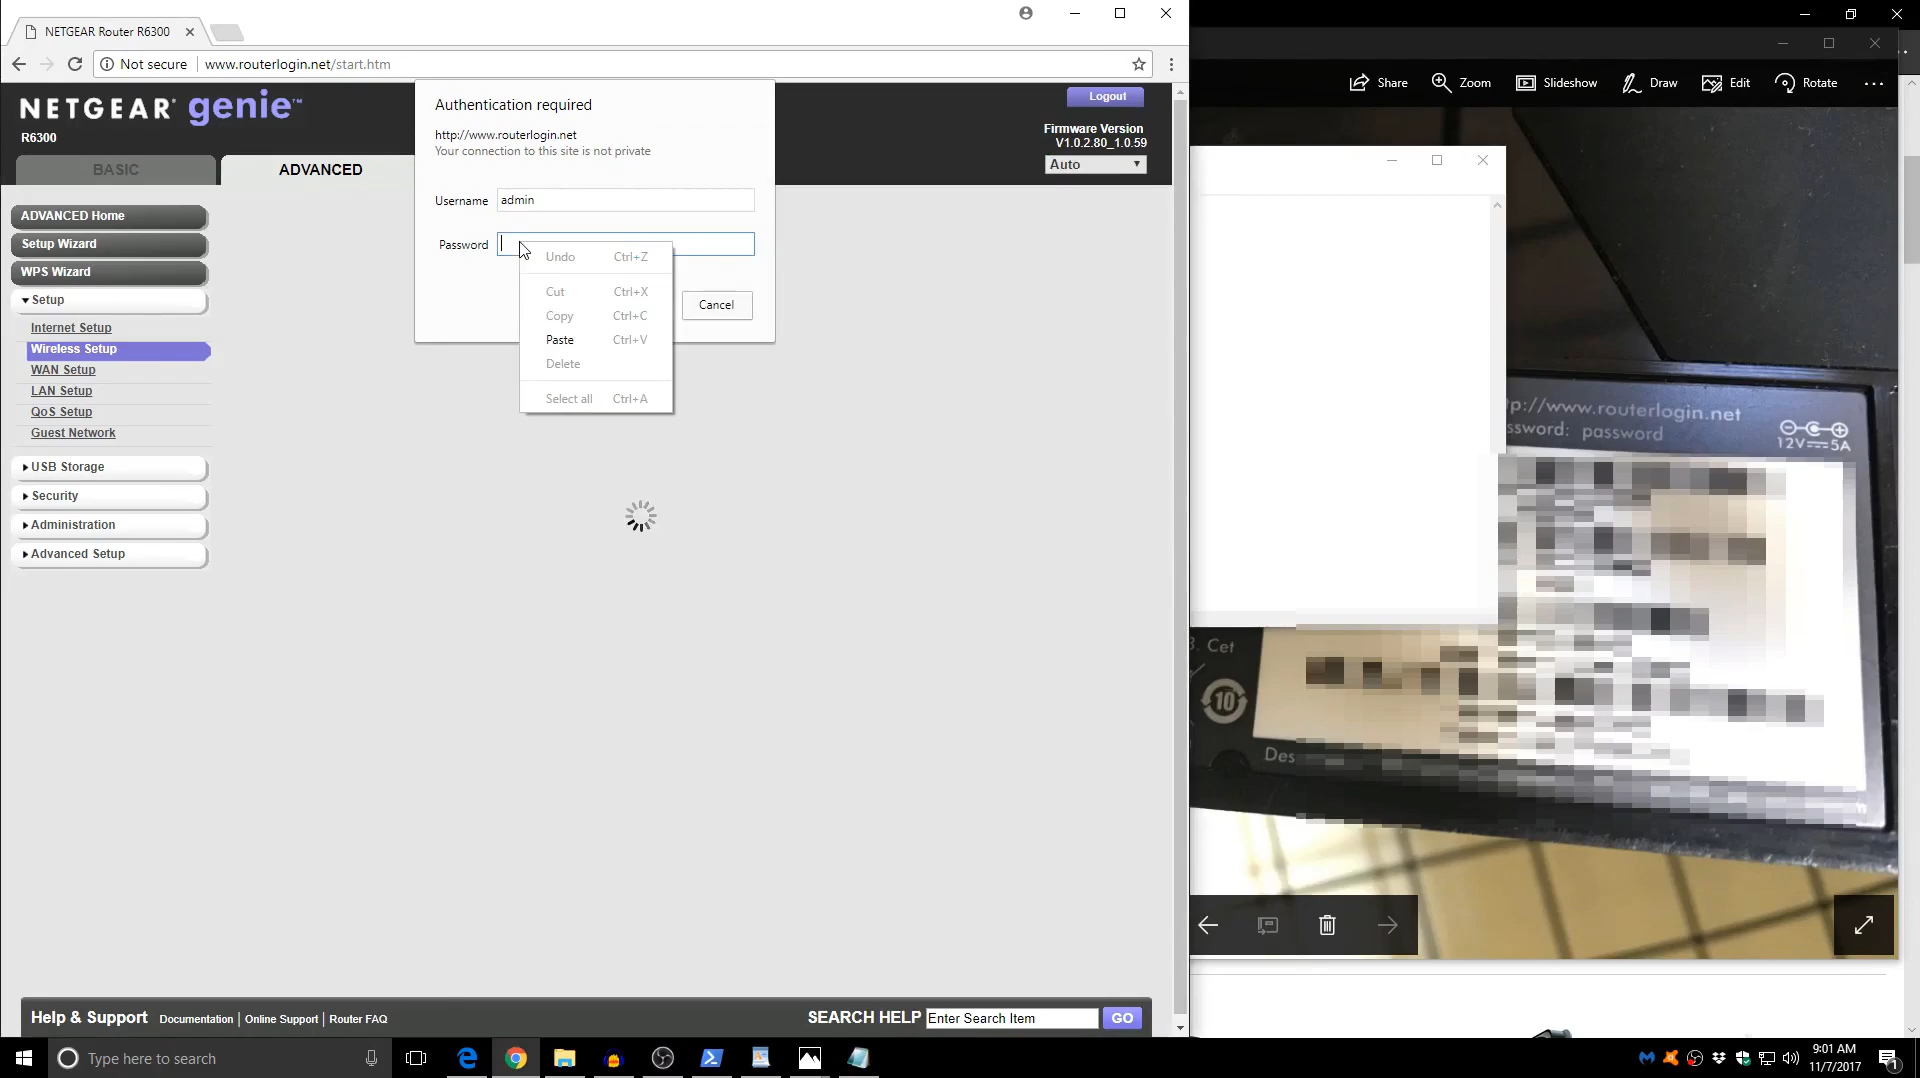 NETGEAR Router R6300
Not secure
www.routerlogin.net/start.htm
NETGEAR genie™
R6300
Logout
Firmware Version
V1.0.2.80_1.0.59
Auto
BASIC
ADVANCED
ADVANCED Home
Setup Wizard
WPS Wizard
Setup
Internet Setup
Wireless Setup
WAN Setup
LAN Setup
QoS Setup
Guest Network
USB Storage
Security
Administration
Advanced Setup
Authentication required
http://www.routerlogin.net
Your connection to this site is not private
Username admin
Password
Cancel
Undo Ctrl+Z
Cut Ctrl+X
Copy Ctrl+C
Paste Ctrl+V
Delete
Select all Ctrl+A
Help & Support Documentation | Online Support | Router FAQ
SEARCH HELP Enter Search Item GO
Share Zoom Slideshow Draw Edit Rotate
p://www.routerlogin.net
ssword: password
12V 5A
3. Cet
10
Des
Type here to search
9:01 AM
11/7/2017
1